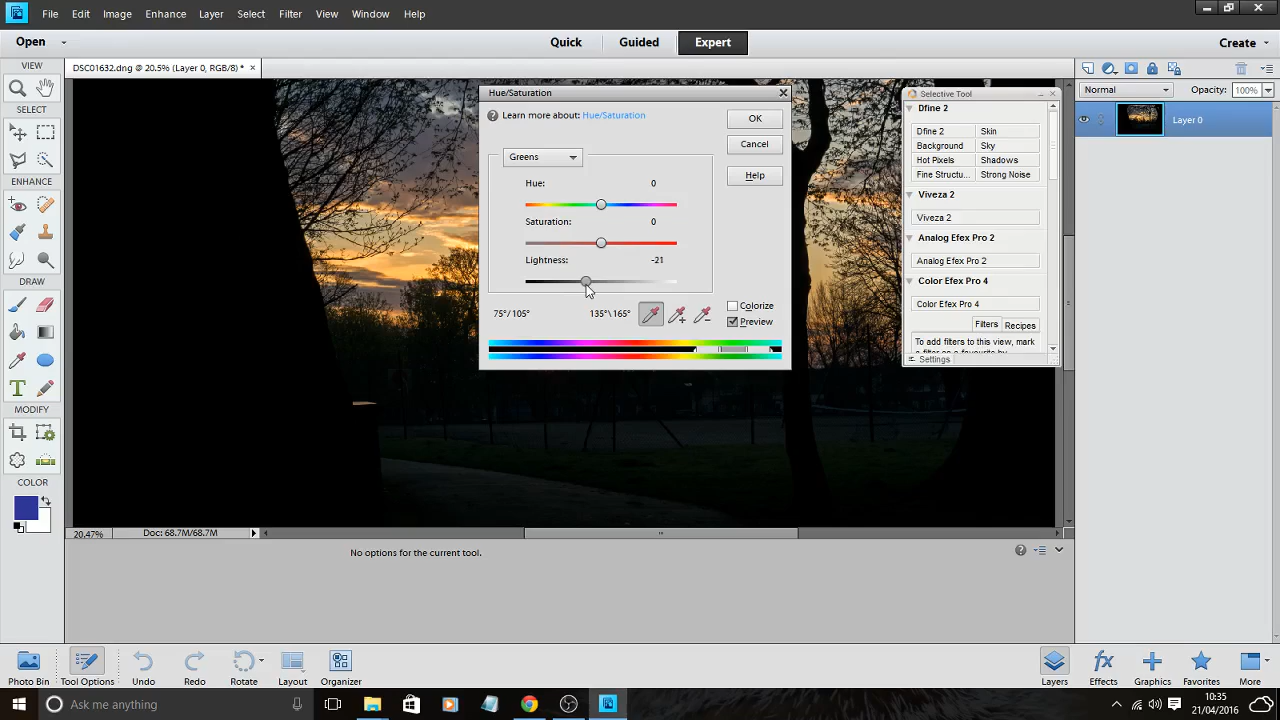 File Edit Image Enhance Layer Select Filter View Window Help
Open Quick Guided Expert Create
VIEW DSC01632.dng @ 20.5% (Layer 0, RGB/8) * ×
SELECT
ENHANCE
DRAW
MODIFY
COLOR
Hue/Saturation
Learn more about: Hue/Saturation
Greens
Hue: 0
Saturation: 0
Lightness: -21
75°/105° 135°\165°
OK
Cancel
Help
Colorize
Preview
Selective Tool
Dfine 2
Dfine 2 Skin
Background Sky
Hot Pixels Shadows
Fine Structu... Strong Noise
Viveza 2
Viveza 2
Analog Efex Pro 2
Analog Efex Pro 2
Color Efex Pro 4
Color Efex Pro 4
Filters Recipes
To add filters to this view, mark
Settings
Normal Opacity: 100%
Layer 0
20.47% Doc: 68.7M/68.7M
No options for the current tool.
Photo Bin Tool Options Undo Redo Rotate Layout Organizer Layers Effects Graphics Favorites More
Ask me anything
10:35
21/04/2016